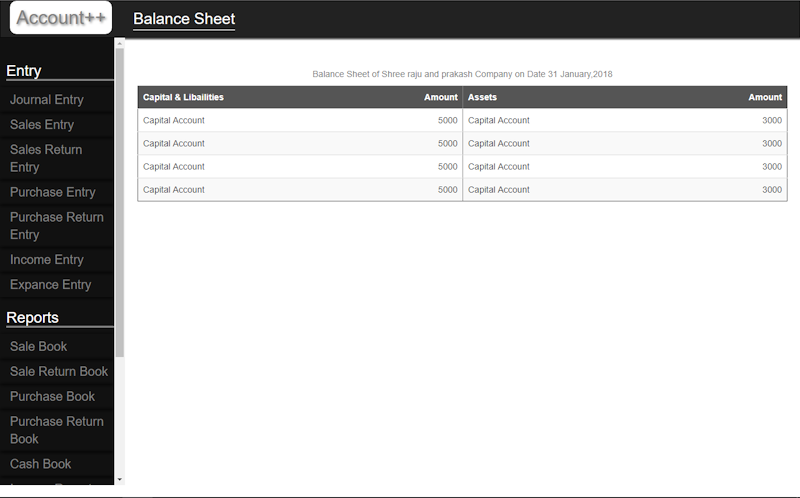 Account++
Balance Sheet
Entry
Journal Entry
Sales Entry
Sales Return
Entry
Purchase Entry
Purchase Return
Entry
Income Entry
Expance Entry
Reports
Sale Book
Sale Return Book
Purchase Book
Purchase Return
Book
Cash Book
Balance Sheet of Shree raju and prakash Company on Date 31 January,2018
Capital & Libailities Amount Assets Amount
Capital Account 5000 Capital Account 3000
Capital Account 5000 Capital Account 3000
Capital Account 5000 Capital Account 3000
Capital Account 5000 Capital Account 3000